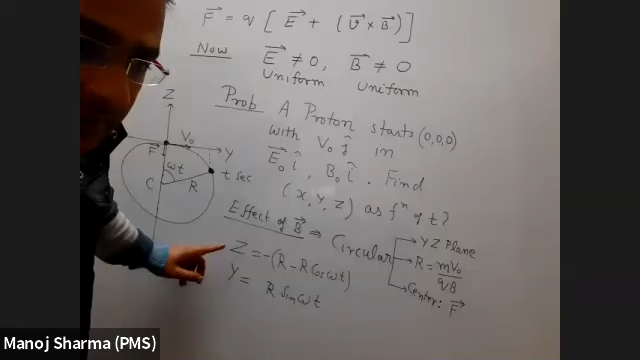 F⃗ = q [ E⃗ + (v⃗ × B⃗) ]
Now E⃗ ≠ 0, B⃗ ≠ 0
Uniform Uniform
Prob A Proton starts (0,0,0)
with V₀ ĵ in
E₀ î, B₀ î. Find
(x, Y, Z) as fⁿ of t?
Effect of B⃗ ⇒ Circular
YZ Plane
R = mV₀/qB
Center: F⃗
Z = -(R - R Cos ωt)
Y = R Sin ωt
Z
V₀
Y
F
ωt
t sec
C
R
Manoj Sharma (PMS)